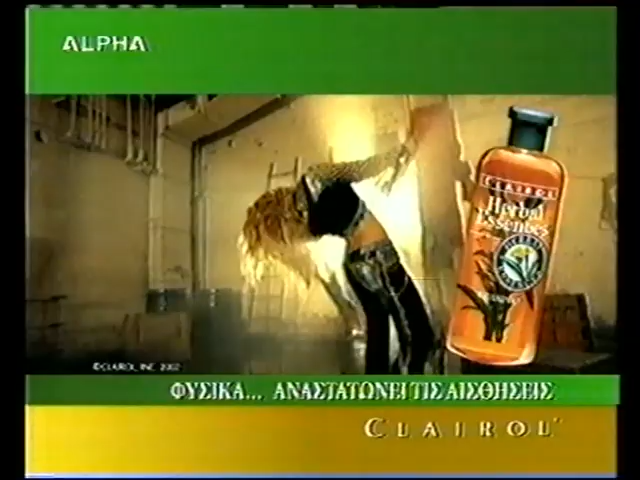 ALPHA
CLAIROL
Herbal
Essences
©CLAIROL INC. 2002
ΦΥΣΙΚΑ... ΑΝΑΣΤΑΤΩΝΕΙ ΤΙΣ ΑΙΣΘΗΣΕΙΣ
CLAIROL